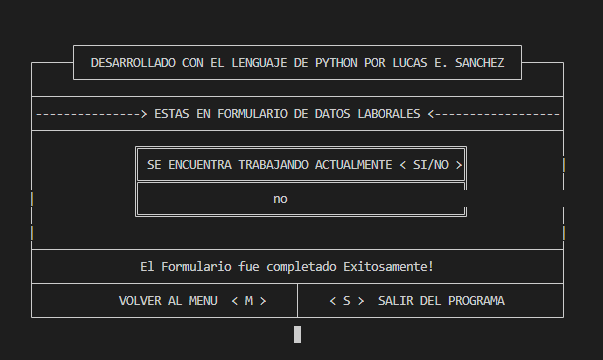 DESARROLLADO CON EL LENGUAJE DE PYTHON POR LUCAS E. SANCHEZ
---------------> ESTAS EN FORMULARIO DE DATOS LABORALES <------------------
SE ENCUENTRA TRABAJANDO ACTUALMENTE < SI/NO >
no
El Formulario fue completado Exitosamente!
VOLVER AL MENU < M > < S > SALIR DEL PROGRAMA